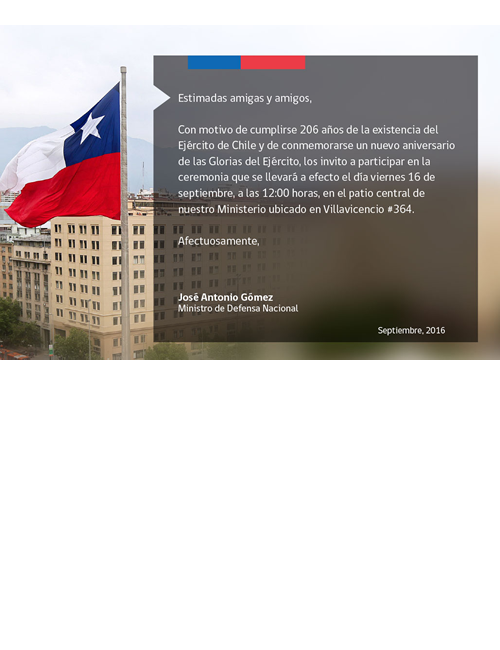 Estimadas amigas y amigos,
Con motivo de cumplirse 206 años de la existencia del
Ejército de Chile y de conmemorarse un nuevo aniversario
de las Glorias del Ejército, los invito a participar en la
ceremonia que se llevará a efecto el día viernes 16 de
septiembre, a las 12:00 horas, en el patio central de
nuestro Ministerio ubicado en Villavicencio #364.
Afectuosamente,
José Antonio Gómez
Ministro de Defensa Nacional
Septiembre, 2016